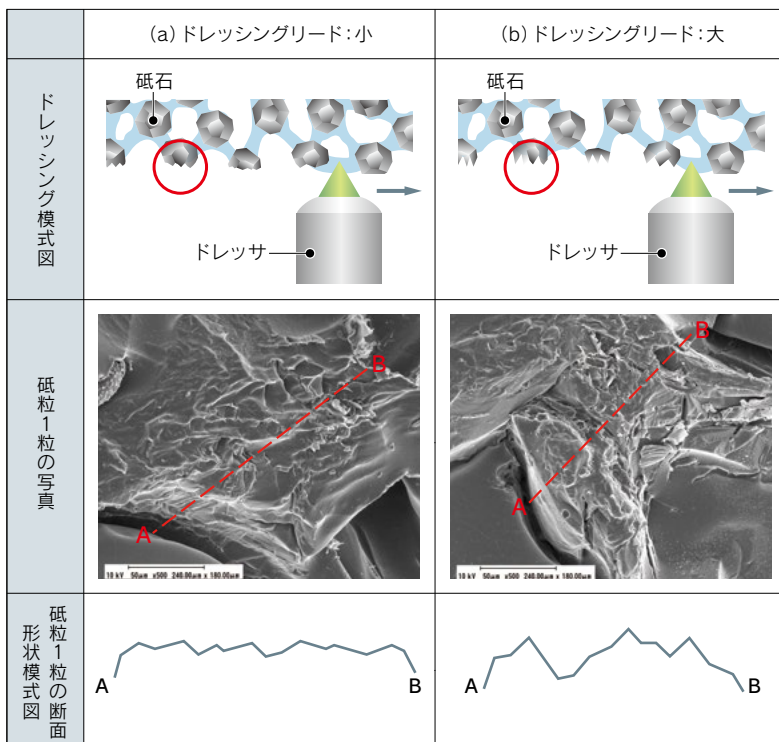 (a)ドレッシングリード:小
(b)ドレッシングリード:大
ドレッシング模式図
砥石
ドレッサ
砥石
ドレッサ
砥粒1粒の写真
A
B
10 kV 50μm x500 240.00μm x 180.00μm
A
B
10 kV 50μm x500 240.00μm x 180.00μm
砥粒1粒の断面
形状模式図
A
B
A
B